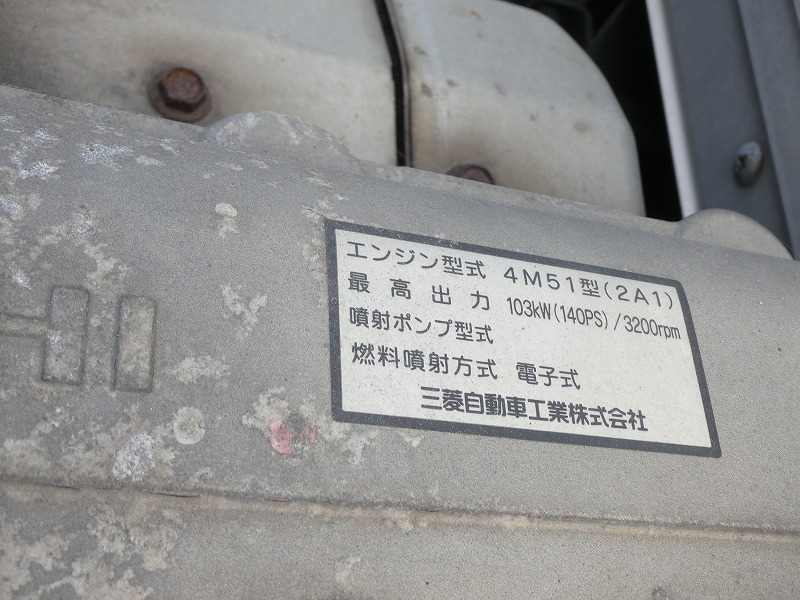 エンジン型式 4M51型(2A1)
最高出力 103kW(140PS)/3200rpm
噴射ポンプ型式
燃料噴射方式 電子式
三菱自動車工業株式会社
HI